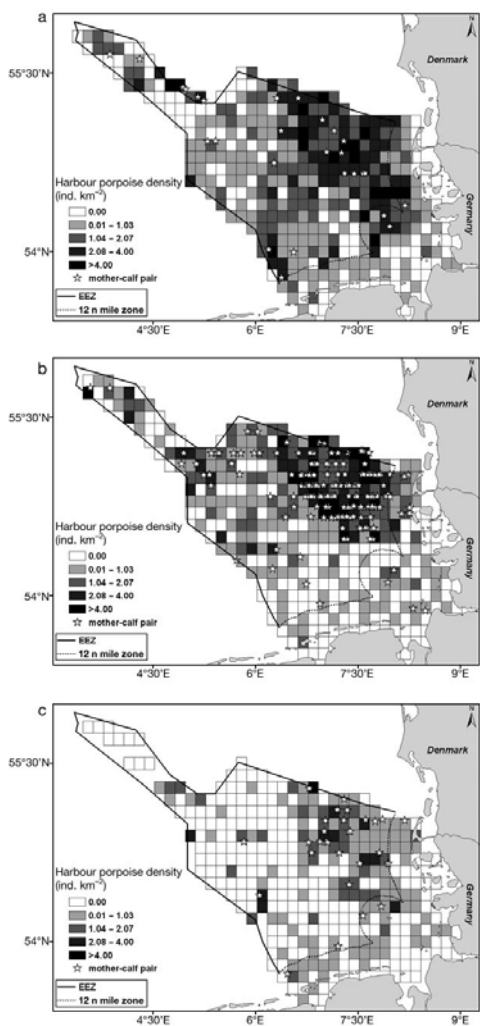 a
N
Denmark
55°30'N
Germany
Harbour porpoise density
(ind. km⁻²)
0.00
0.01 – 1.03
1.04 – 2.07
2.08 – 4.00
>4.00
mother-calf pair
54°N
EEZ
12 n mile zone
4°30'E
6°E
7°30'E
9°E
b
N
Denmark
55°30'N
Germany
Harbour porpoise density
(ind. km⁻²)
0.00
0.01 – 1.03
1.04 – 2.07
2.08 – 4.00
>4.00
mother-calf pair
54°N
EEZ
12 n mile zone
4°30'E
6°E
7°30'E
9°E
c
N
Denmark
55°30'N
Germany
Harbour porpoise density
(ind. km⁻²)
0.00
0.01 – 1.03
1.04 – 2.07
2.08 – 4.00
>4.00
mother-calf pair
54°N
EEZ
12 n mile zone
4°30'E
6°E
7°30'E
9°E